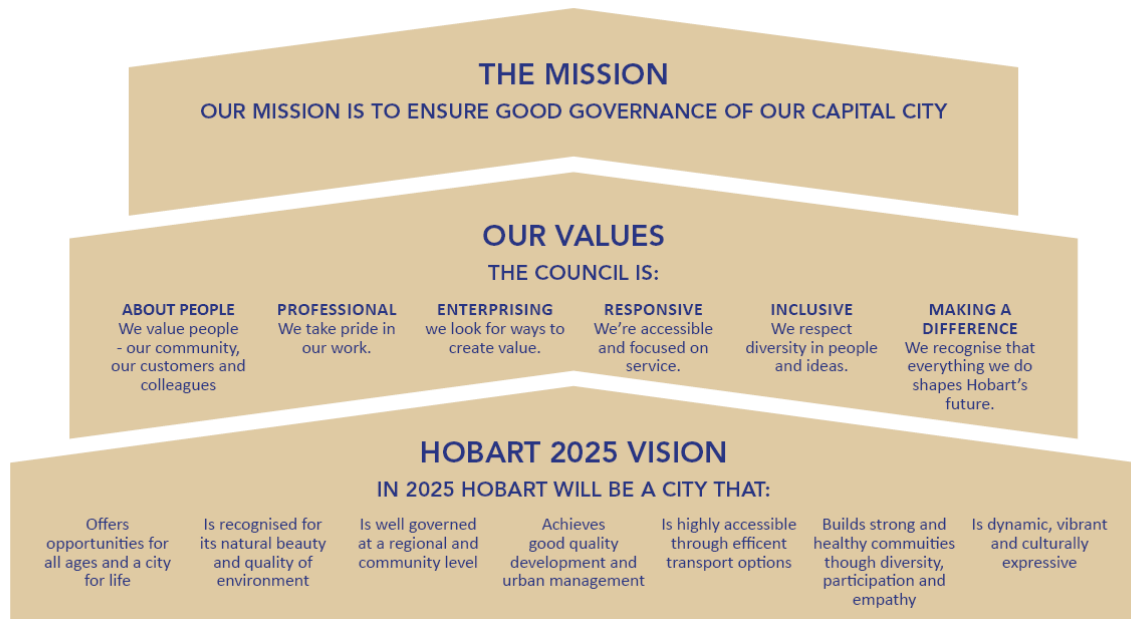 THE MISSION
OUR MISSION IS TO ENSURE GOOD GOVERNANCE OF OUR CAPITAL CITY
OUR VALUES
THE COUNCIL IS:
ABOUT PEOPLE
We value people
- our community,
our customers and
colleagues
PROFESSIONAL
We take pride in
our work.
ENTERPRISING
we look for ways to
create value.
RESPONSIVE
We're accessible
and focused on
service.
INCLUSIVE
We respect
diversity in people
and ideas.
MAKING A
DIFFERENCE
We recognise that
everything we do
shapes Hobart's
future.
HOBART 2025 VISION
IN 2025 HOBART WILL BE A CITY THAT:
Offers
opportunities for
all ages and a city
for life
Is recognised for
its natural beauty
and quality of
environment
Is well governed
at a regional and
community level
Achieves
good quality
development and
urban management
Is highly accessible
through efficent
transport options
Builds strong and
healthy commuities
though diversity,
participation and
empathy
Is dynamic, vibrant
and culturally
expressive